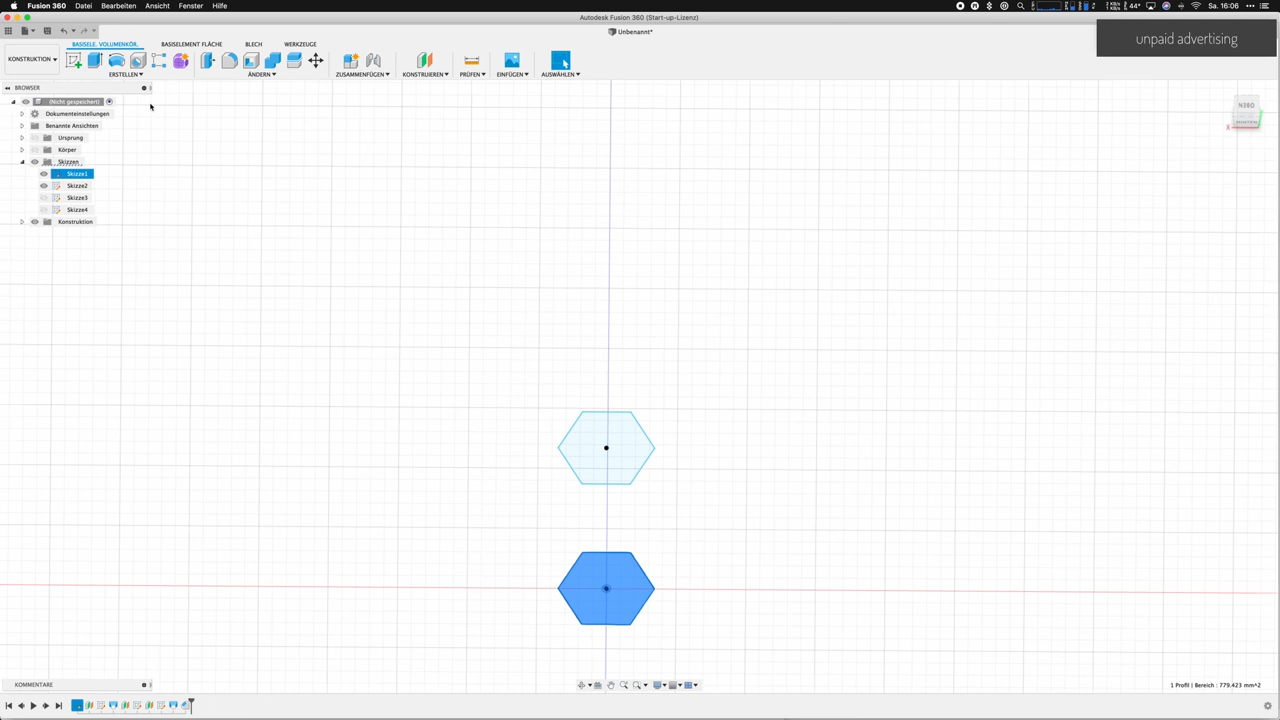 Fusion 360 Datei Bearbeiten Ansicht Fenster Hilfe
44° Sa. 16:06
Autodesk Fusion 360 (Start-up-Lizenz)
unpaid advertising
Unbenannt*
BASISELE. VOLUMENKÖR. BASISELEMENT FLÄCHE BLECH WERKZEUGE
KONSTRUKTION
ERSTELLEN ÄNDERN ZUSAMMENFÜGEN KONSTRUIEREN PRÜFEN EINFÜGEN AUSWÄHLEN
BROWSER
(Nicht gespeichert)
Dokumenteinstellungen
Benannte Ansichten
Ursprung
Körper
Skizzen
Skizze1
Skizze2
Skizze3
Skizze4
Konstruktion
X
KOMMENTARE
1 Profil | Bereich : 779.423 mm^2